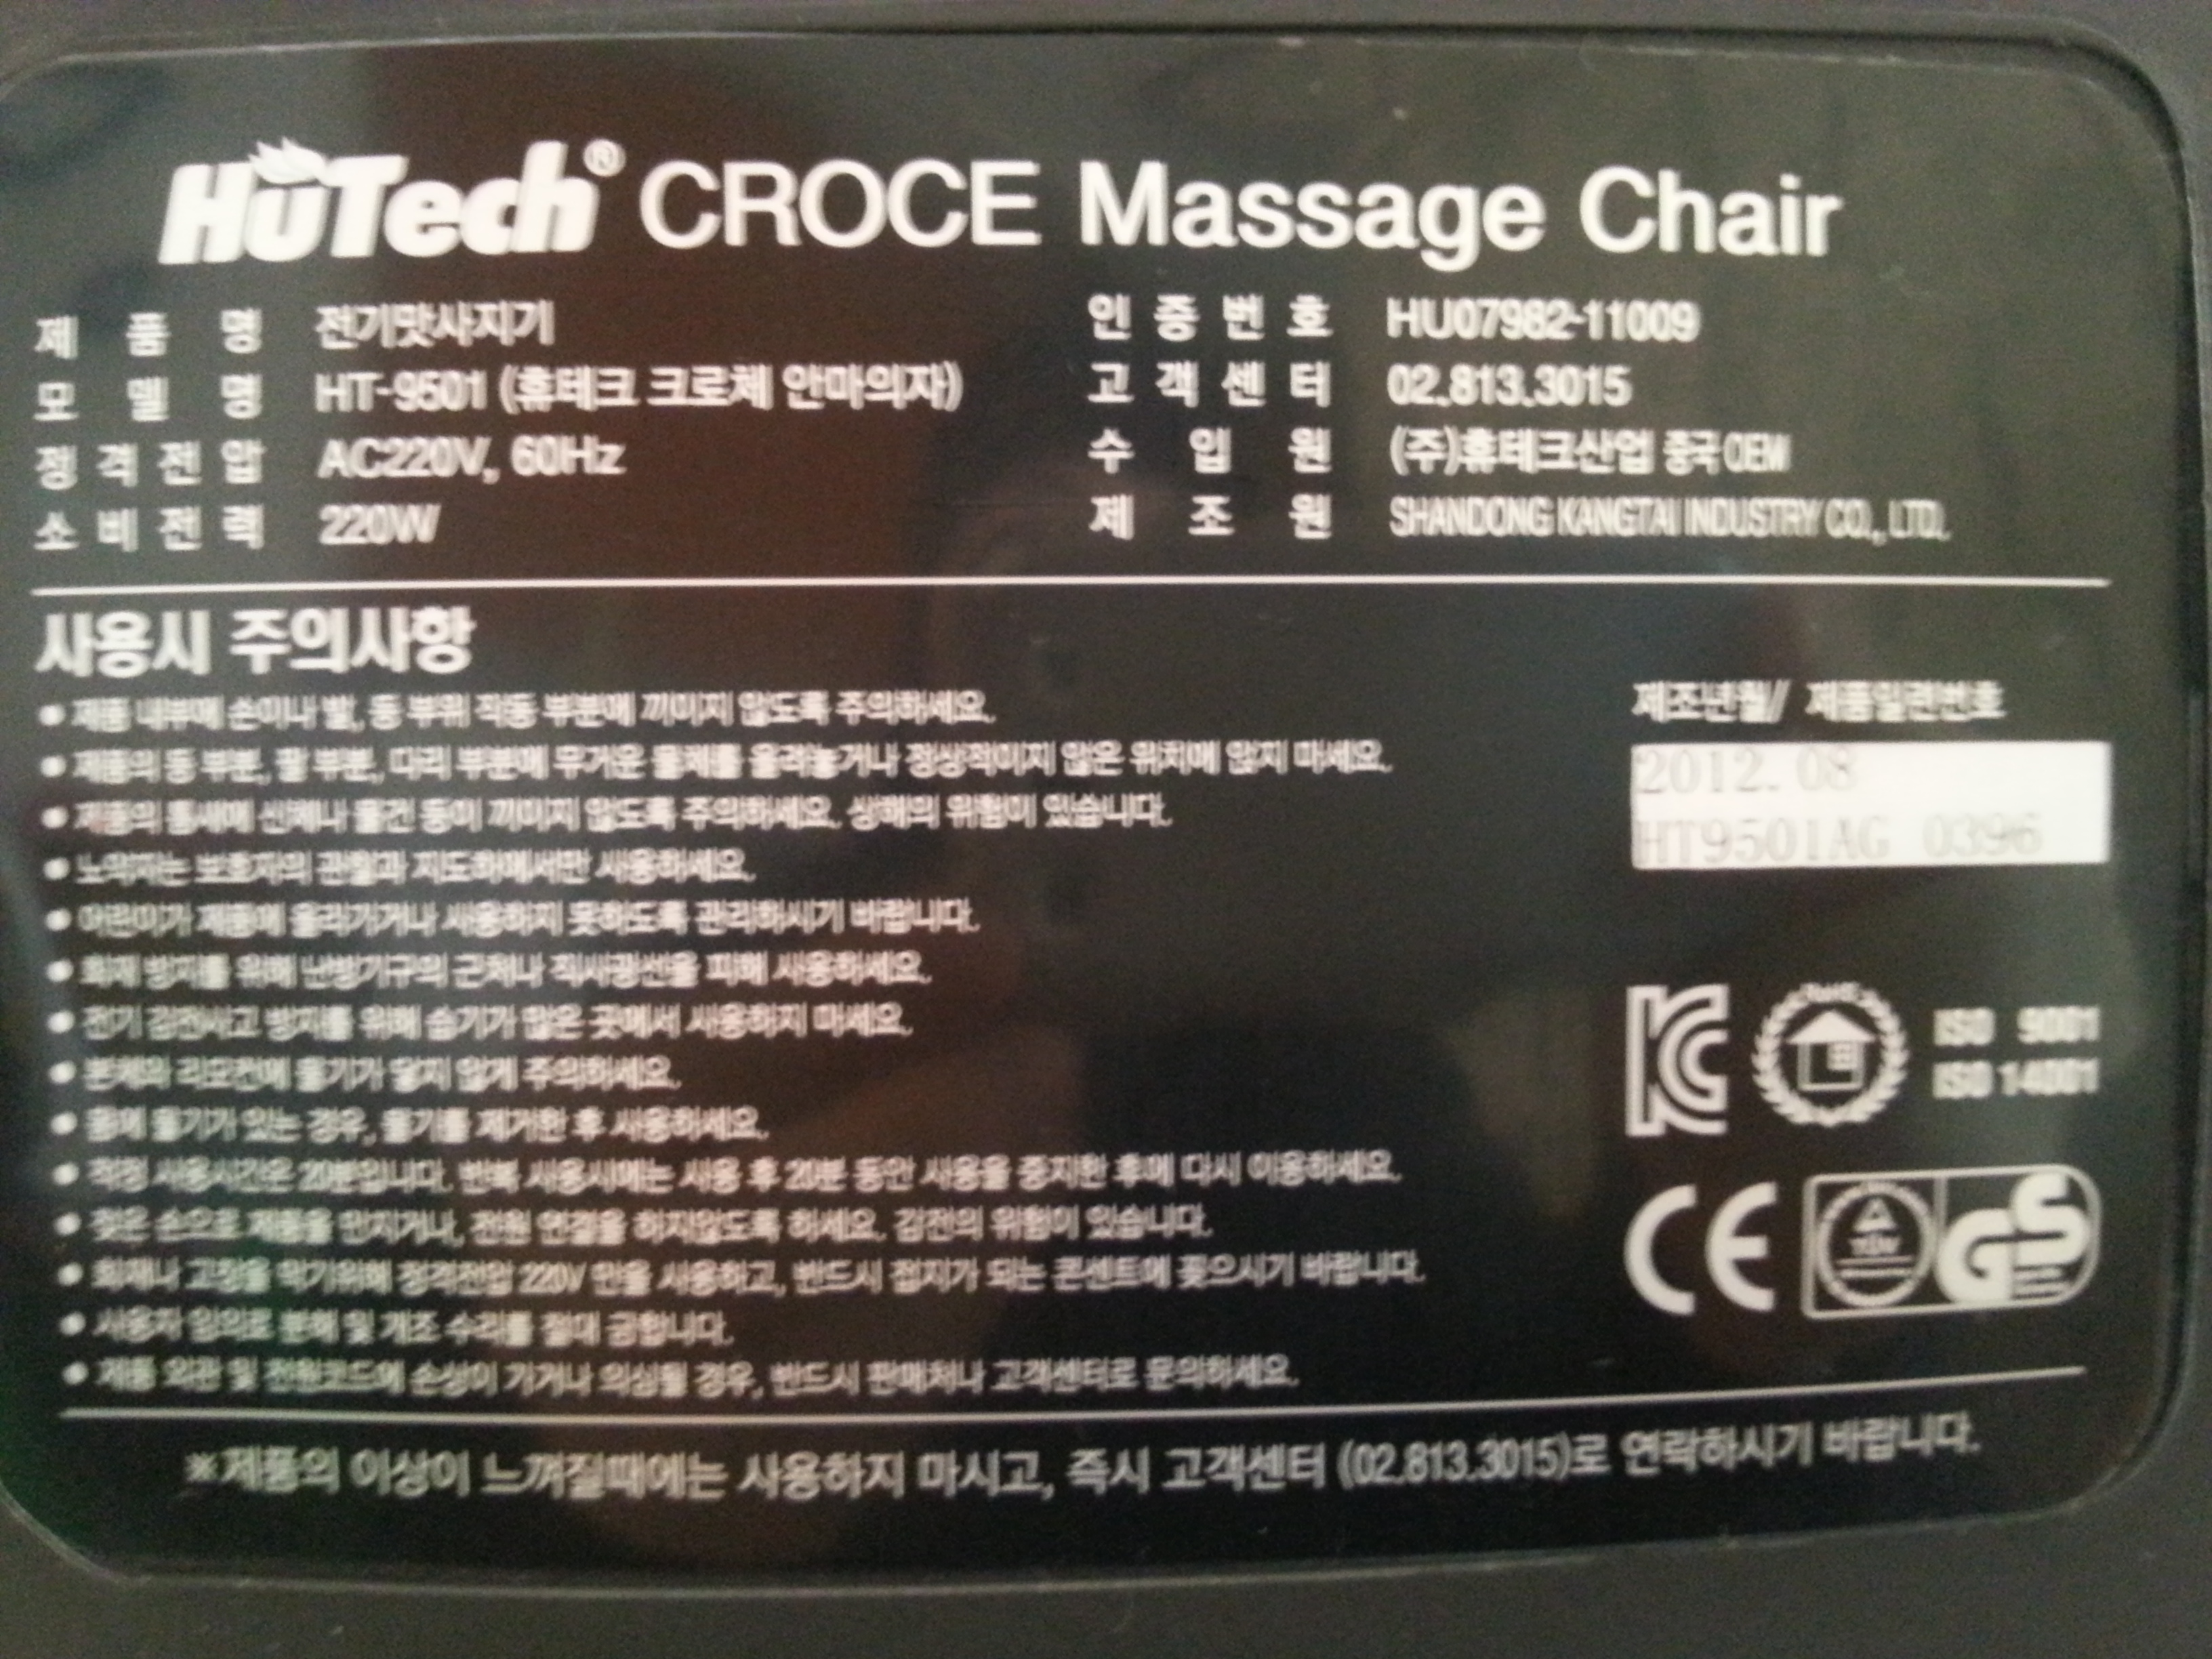 HuTech® CROCE Massage Chair
제품명 전기맛사지기
모델명 HT-9501 (휴테크 크로체 안마의자)
정격전압 AC220V, 60Hz
소비전력 220W
인증번호 HU07982-11009
고객센터 02.813.3015
수입원 (주)휴테크산업 중국OEM
제조원 SHANDONG KANGTAI INDUSTRY CO., LTD.
사용시 주의사항
● 제품 내부에 손이나 발, 등 부위 작동 부분에 끼이지 않도록 주의하세요.
● 제품의 등 부분, 팔 부분, 다리 부분에 무거운 물체를 올려놓거나 정상적이지 않은 위치에 앉지 마세요.
● 제품의 틈새에 신체나 물건 등이 끼이지 않도록 주의하세요. 상해의 위험이 있습니다.
● 노약자는 보호자의 관찰과 지도하에서만 사용하세요.
● 어린이가 제품에 올라가거나 사용하지 못하도록 관리하시기 바랍니다.
● 화재 방지를 위해 난방기구의 근처나 직사광선을 피해 사용하세요.
● 전기 감전사고 방지를 위해 습기가 많은 곳에서 사용하지 마세요.
● 본체와 리모컨에 물기가 닿지 않게 주의하세요.
● 몸에 물기가 있는 경우, 물기를 제거한 후 사용하세요.
● 적정 사용시간은 20분입니다. 반복 사용시에는 사용 후 20분 동안 사용을 중지한 후에 다시 이용하세요.
● 젖은 손으로 제품을 만지거나, 전원 연결을 하지않도록 하세요. 감전의 위험이 있습니다.
● 화재나 고장을 막기위해 정격전압 220V 만을 사용하고, 반드시 접지가 되는 콘센트에 꽂으시기 바랍니다.
● 사용자 임의로 분해 및 개조 수리를 절대 금합니다.
● 제품 외관 및 전원코드에 손상이 가거나 의심될 경우, 반드시 판매처나 고객센터로 문의하세요.
제조년월/ 제품일련번호
2012. 08
HT9501AG 0396
ISO 9001
ISO 14001
CE
TÜV
GS
※제품의 이상이 느껴질때에는 사용하지 마시고, 즉시 고객센터 (02.813.3015)로 연락하시기 바랍니다.